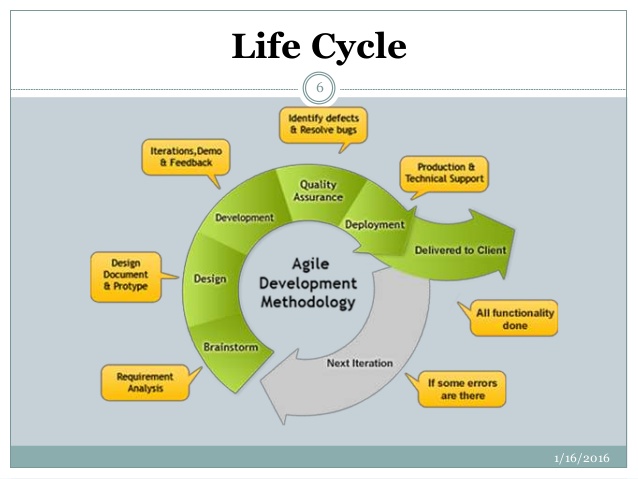 Life Cycle
6
Identify defects
& Resolve bugs
Iterations,Demo
& Feedback
Production &
Technical Support
Quality
Assurance
Development
Deployment
Delivered to Client
Design
Document
& Protype
Design
Agile
Development
Methodology
All functionality
done
Brainstorm
Next Iteration
Requirement
Analysis
If some errors
are there
1/16/2016